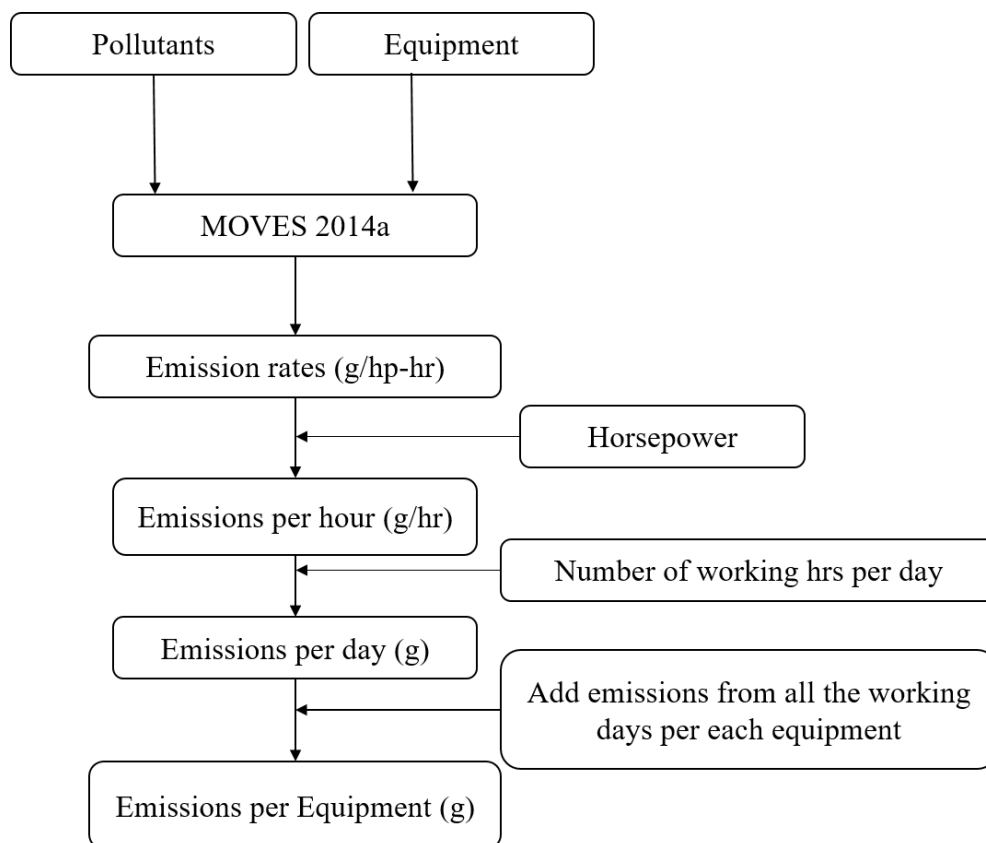 Pollutants
Equipment
MOVES 2014a
Emission rates (g/hp-hr)
Horsepower
Emissions per hour (g/hr)
Number of working hrs per day
Emissions per day (g)
Add emissions from all the working
days per each equipment
Emissions per Equipment (g)